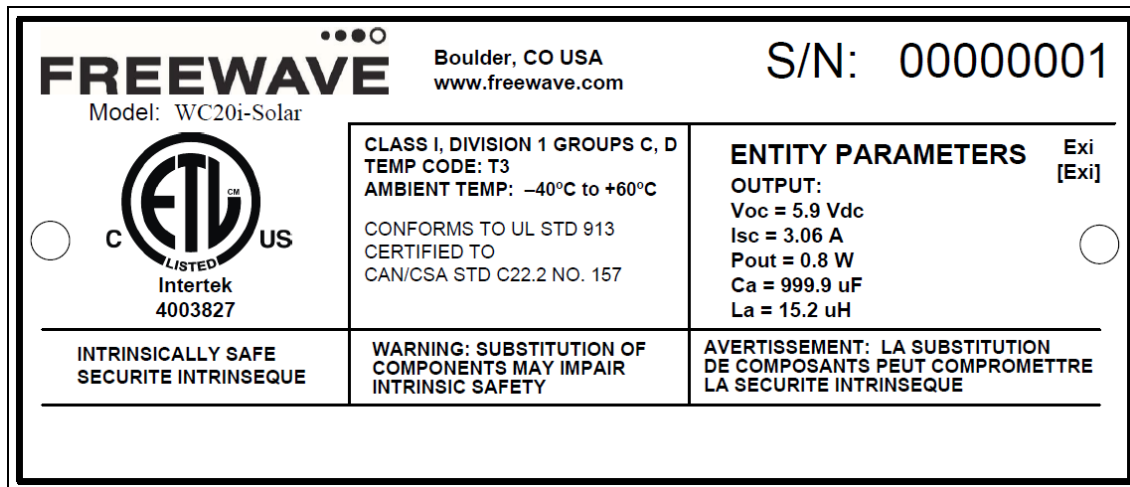 FREEWAVE
Model: WC20i-Solar
Boulder, CO USA
www.freewave.com
S/N: 00000001
C ETL CM US
LISTED
Intertek
4003827
CLASS I, DIVISION 1 GROUPS C, D
TEMP CODE: T3
AMBIENT TEMP: –40ºC to +60ºC
CONFORMS TO UL STD 913
CERTIFIED TO
CAN/CSA STD C22.2 NO. 157
ENTITY PARAMETERS
Exi
[Exi]
OUTPUT:
Voc = 5.9 Vdc
Isc = 3.06 A
Pout = 0.8 W
Ca = 999.9 uF
La = 15.2 uH
INTRINSICALLY SAFE
SECURITE INTRINSEQUE
WARNING: SUBSTITUTION OF
COMPONENTS MAY IMPAIR
INTRINSIC SAFETY
AVERTISSEMENT: LA SUBSTITUTION
DE COMPOSANTS PEUT COMPROMETTRE
LA SECURITE INTRINSEQUE